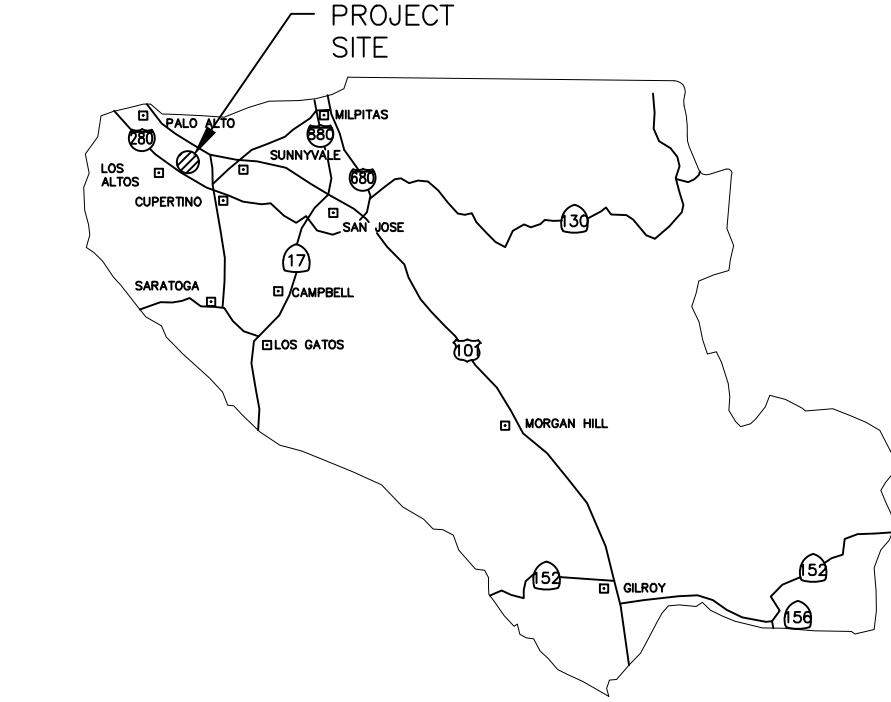 PROJECT
SITE
PALO ALTO
MILPITAS
280
880
SUNNYVALE
LOS
ALTOS
680
CUPERTINO
130
SAN JOSE
17
SARATOGA
CAMPBELL
LOS GATOS
101
MORGAN HILL
152
152
GILROY
156